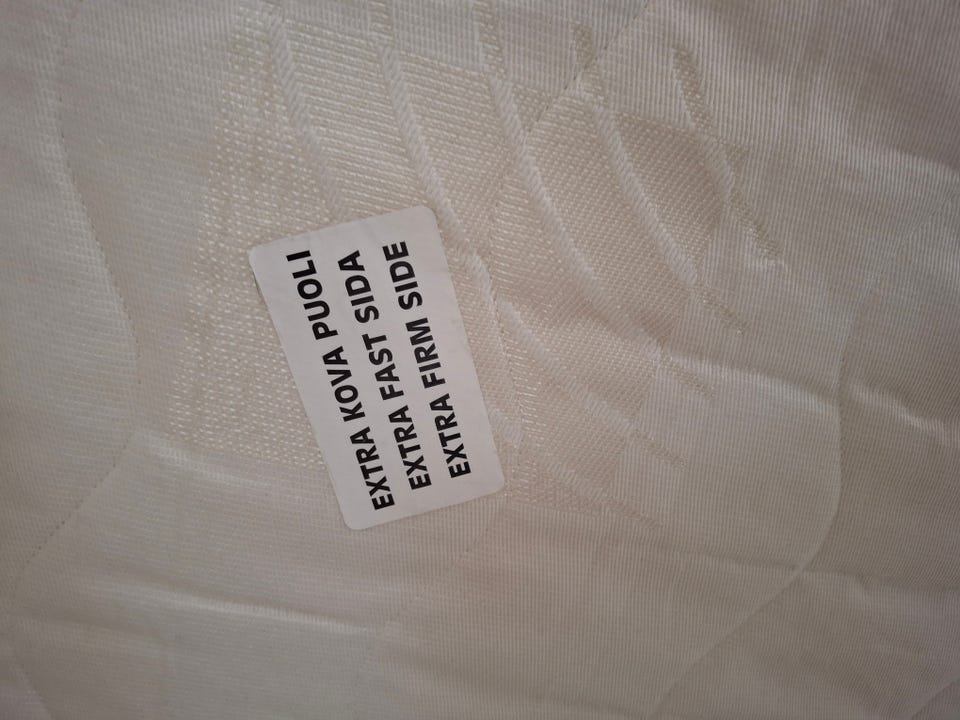 EXTRA KOVA PUOLI
EXTRA FAST SIDA
EXTRA FIRM SIDE